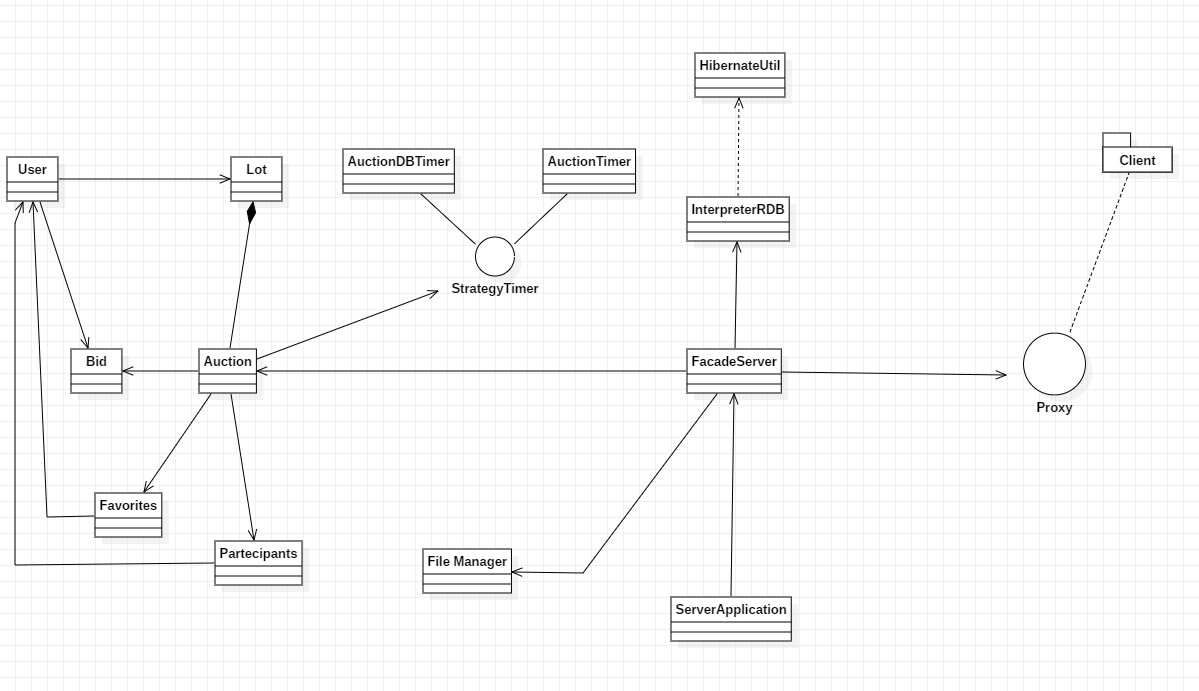 HibernateUtil
Client
User
Lot
AuctionDBTimer
AuctionTimer
InterpreterRDB
StrategyTimer
Bid
Auction
FacadeServer
Proxy
Favorites
Partecipants
File Manager
ServerApplication